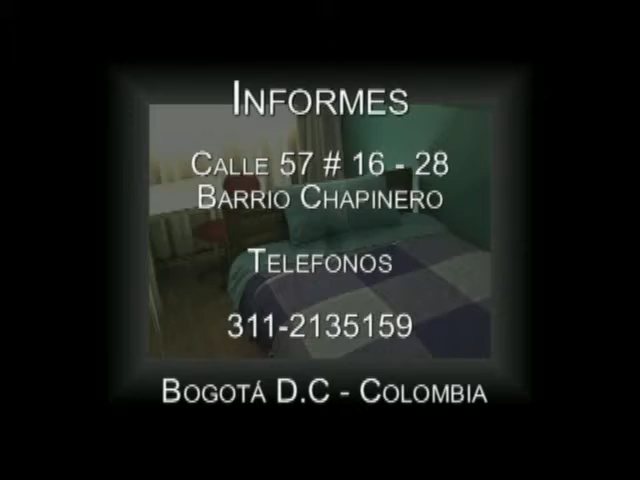 INFORMES
CALLE 57 # 16 - 28
BARRIO CHAPINERO
TELEFONOS
311-2135159
BOGOTÁ D.C - COLOMBIA